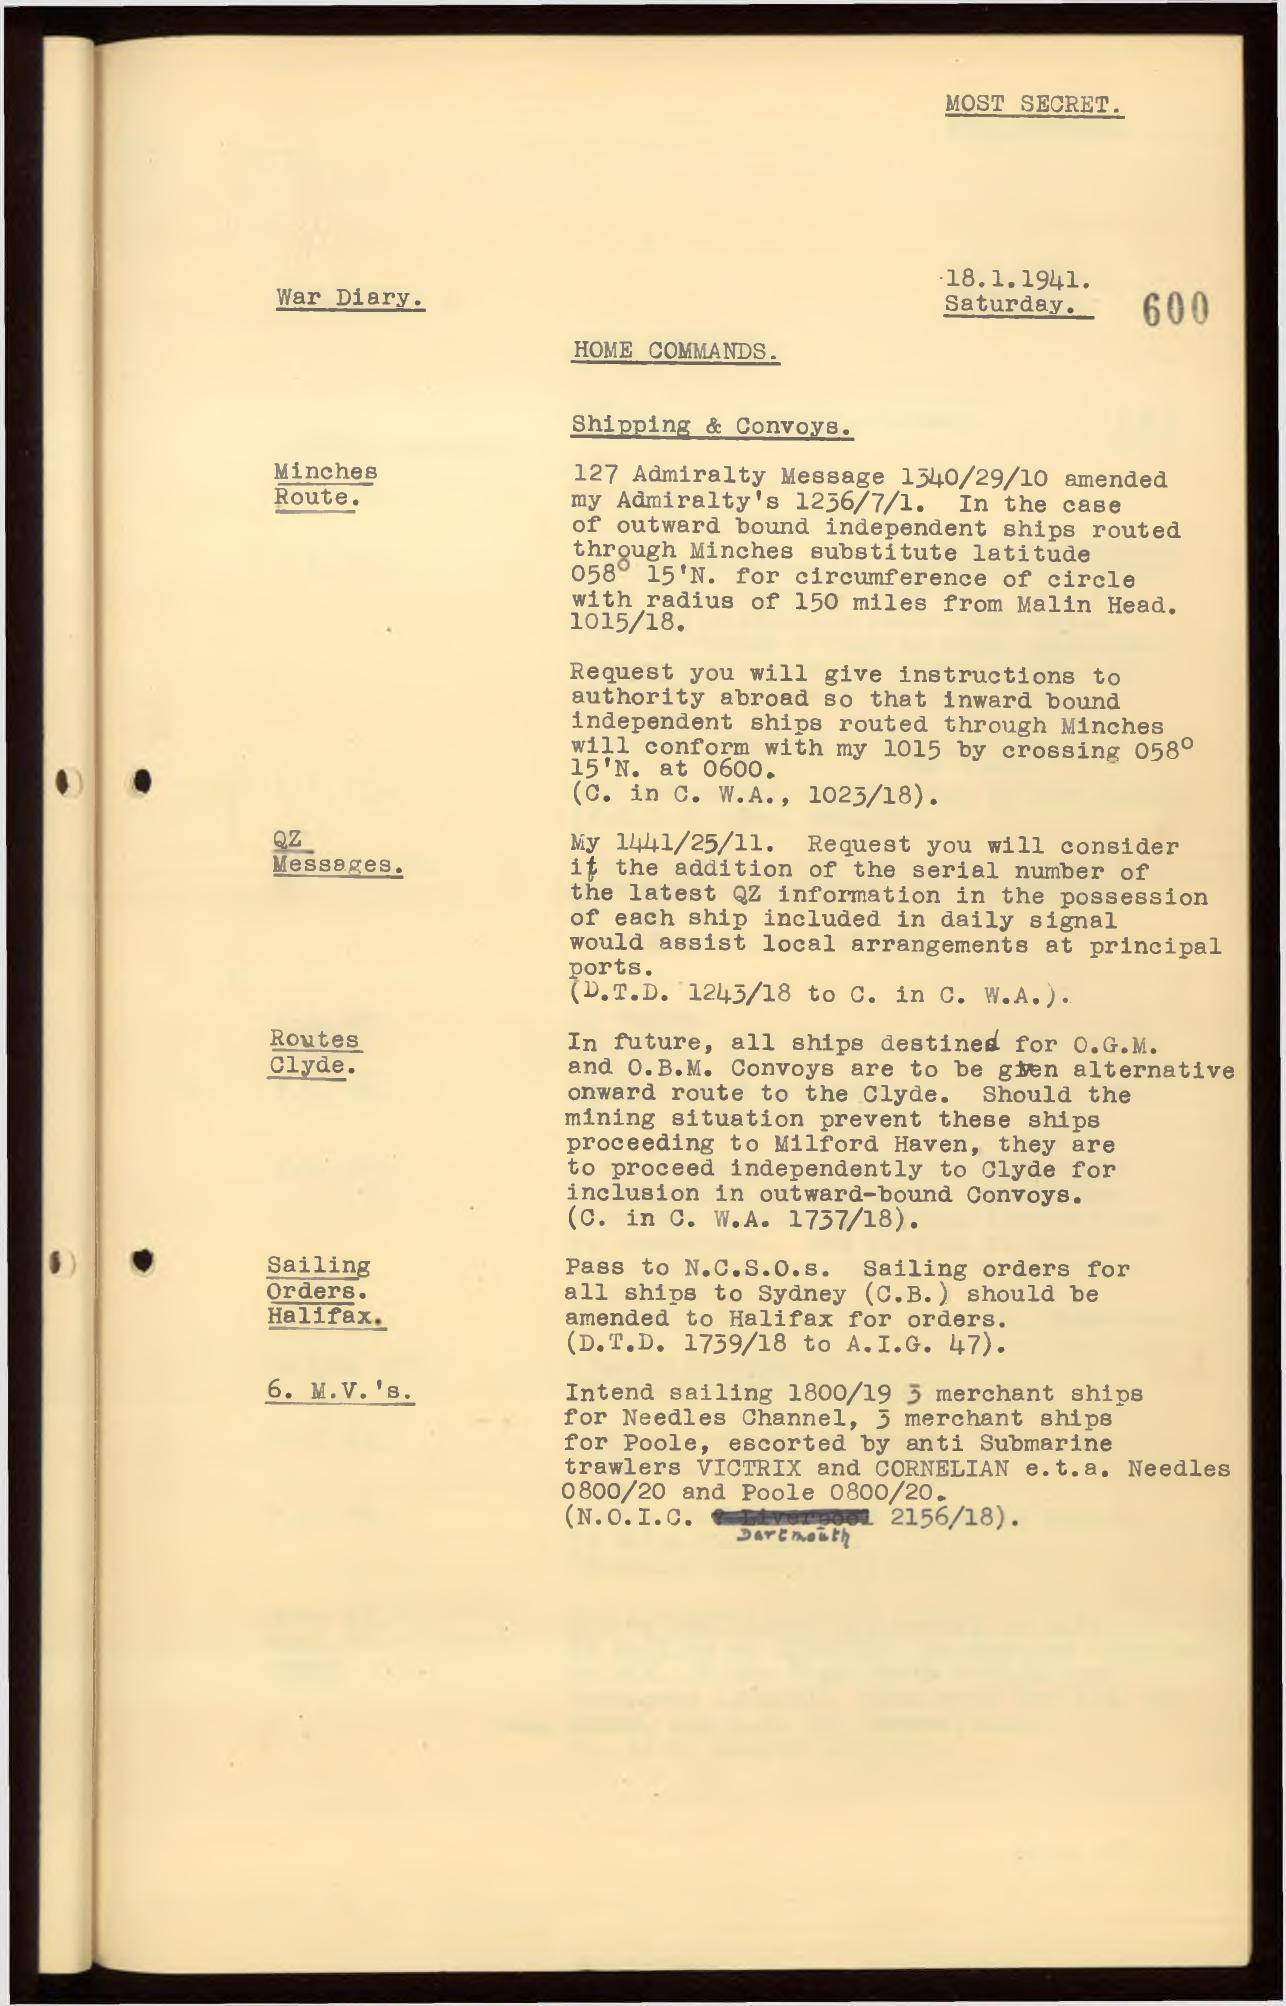 MOST SECRET.
War Diary.
18.1.1941.
Saturday.
600
HOME COMMANDS.
Shipping & Convoys.
Minches
Route.
127 Admiralty Message 1340/29/10 amended
my Admiralty's 1236/7/1. In the case
of outward bound independent ships routed
through Minches substitute latitude
058° 15'N. for circumference of circle
with radius of 150 miles from Malin Head.
1015/18.
Request you will give instructions to
authority abroad so that inward bound
independent ships routed through Minches
will conform with my 1015 by crossing 058°
15'N. at 0600.
(C. in C. W.A., 1023/18).
QZ
Messages.
My 1441/25/11. Request you will consider
if the addition of the serial number of
the latest QZ information in the possession
of each ship included in daily signal
would assist local arrangements at principal
ports.
(D.T.D. 1243/18 to C. in C. W.A.).
Routes
Clyde.
In future, all ships destined for O.G.M.
and O.B.M. Convoys are to be given alternative
onward route to the Clyde. Should the
mining situation prevent these ships
proceeding to Milford Haven, they are
to proceed independently to Clyde for
inclusion in outward-bound Convoys.
(C. in C. W.A. 1737/18).
Sailing
Orders.
Halifax.
Pass to N.C.S.O.s. Sailing orders for
all ships to Sydney (C.B.) should be
amended to Halifax for orders.
(D.T.D. 1739/18 to A.I.G. 47).
6. M.V.'s.
Intend sailing 1800/19 3 merchant ships
for Needles Channel, 3 merchant ships
for Poole, escorted by anti Submarine
trawlers VICTRIX and CORNELIAN e.t.a. Needles
0800/20 and Poole 0800/20.
(N.O.I.C. ? Liverpool 2156/18).
Dartmouth